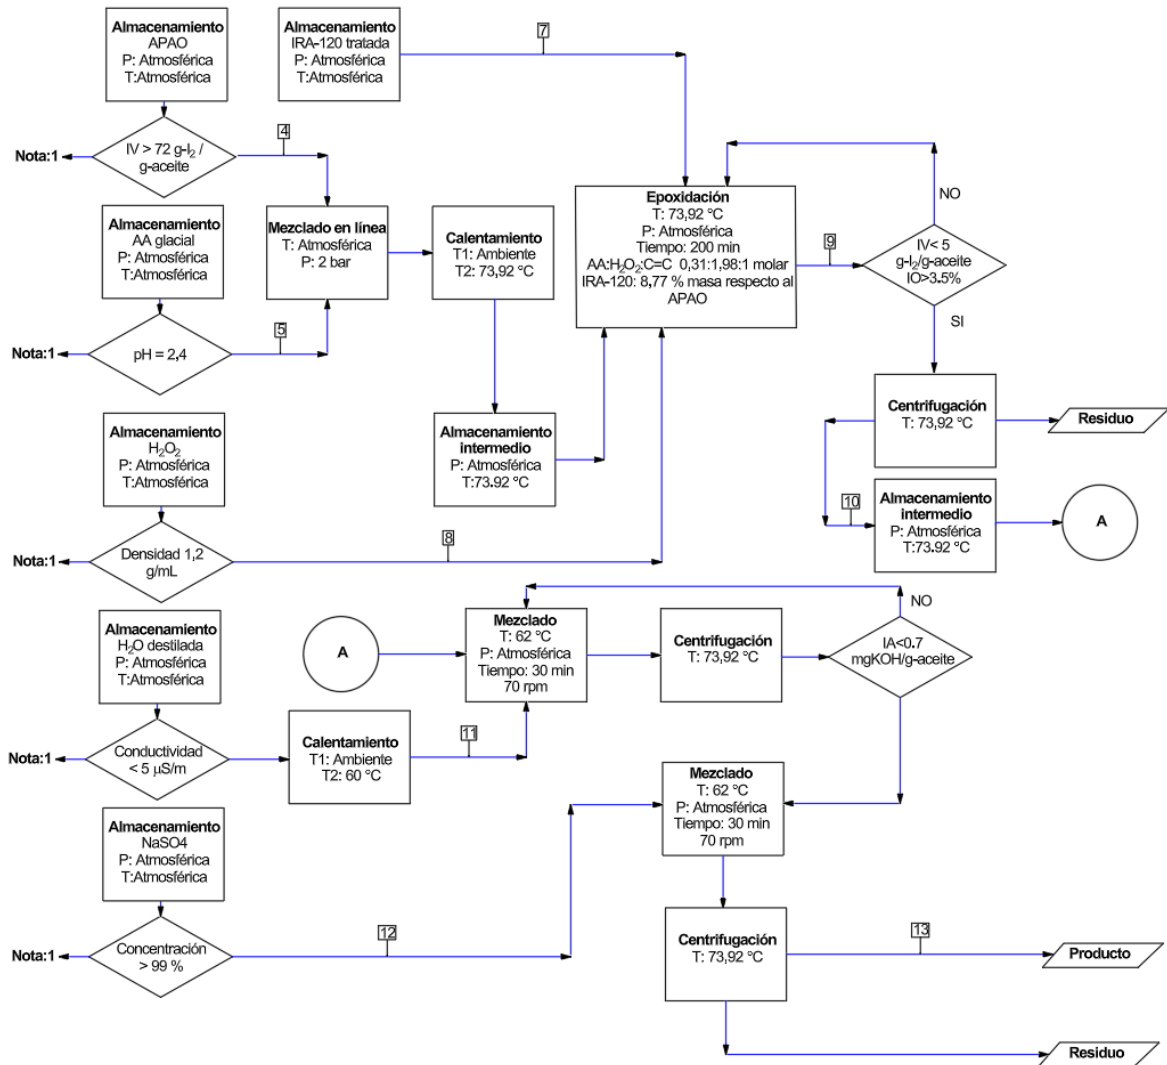 Almacenamiento
APAO
P: Atmosférica
T:Atmosférica
Almacenamiento
IRA-120 tratada
P: Atmosférica
T:Atmosférica
7
Nota:1
IV > 72 g-I₂ /
g-aceite
4
Almacenamiento
AA glacial
P: Atmosférica
T:Atmosférica
Mezclado en línea
T: Atmosférica
P: 2 bar
Calentamiento
T1: Ambiente
T2: 73,92 °C
Epoxidación
T: 73,92 °C
P: Atmosférica
Tiempo: 200 min
AA:H₂O₂:C=C 0,31:1,98:1 molar
IRA-120: 8,77 % masa respecto al
APAO
9
NO
IV< 5
g-I₂/g-aceite
IO>3.5%
SI
Nota:1
pH = 2,4
5
Almacenamiento
H₂O₂
P: Atmosférica
T:Atmosférica
Almacenamiento
intermedio
P: Atmosférica
T:73.92 °C
Centrifugación
T: 73,92 °C
Residuo
10
Almacenamiento
intermedio
P: Atmosférica
T:73.92 °C
A
Nota:1
Densidad 1,2
g/mL
8
Almacenamiento
H₂O destilada
P: Atmosférica
T:Atmosférica
A
Mezclado
T: 62 °C
P: Atmosférica
Tiempo: 30 min
70 rpm
Centrifugación
T: 73,92 °C
NO
IA<0.7
mgKOH/g-aceite
Nota:1
Conductividad
< 5 µS/m
Calentamiento
T1: Ambiente
T2: 60 °C
11
Mezclado
T: 62 °C
P: Atmosférica
Tiempo: 30 min
70 rpm
Almacenamiento
NaSO4
P: Atmosférica
T:Atmosférica
Nota:1
Concentración
> 99 %
12
Centrifugación
T: 73,92 °C
13
Producto
Residuo